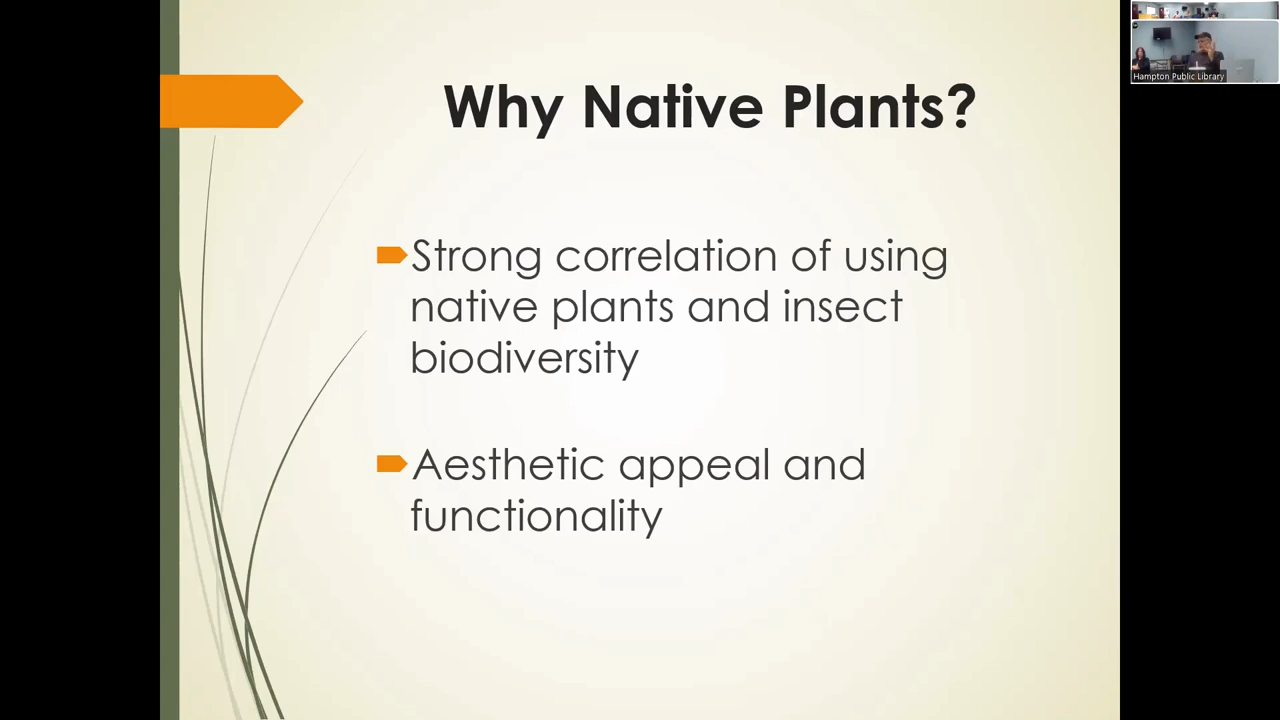 Why Native Plants?
Strong correlation of using
native plants and insect
biodiversity
Aesthetic appeal and
functionality
Hampton Public Library